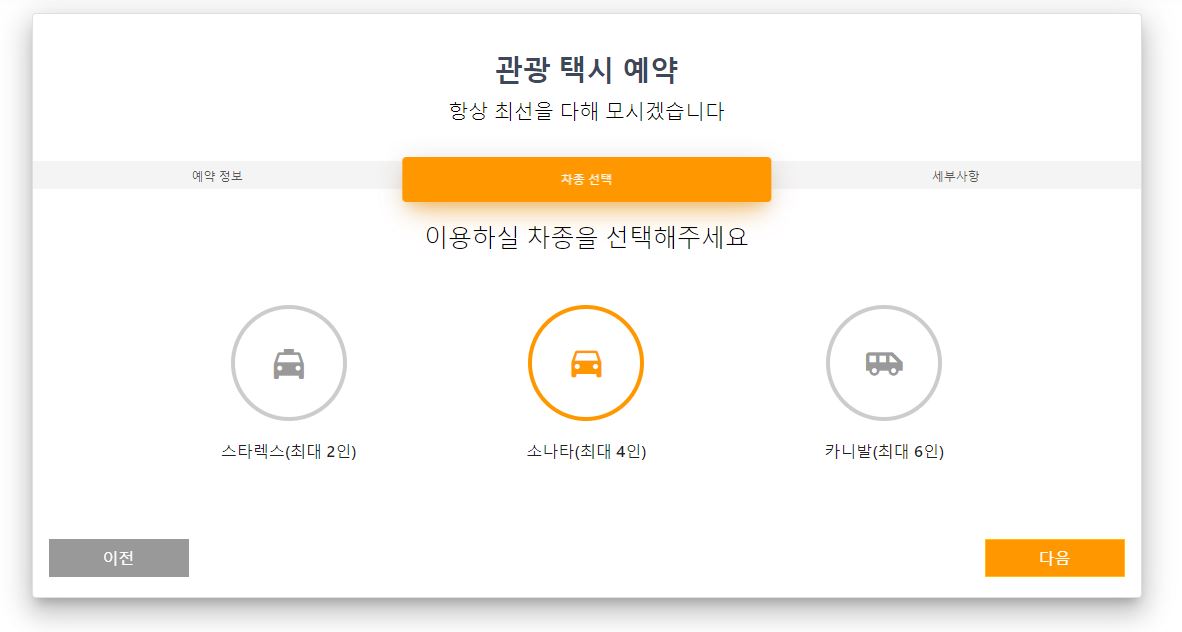 관광 택시 예약
항상 최선을 다해 모시겠습니다
예약 정보
차종 선택
세부사항
이용하실 차종을 선택해주세요
스타렉스(최대 2인)
소나타(최대 4인)
카니발(최대 6인)
이전
다음